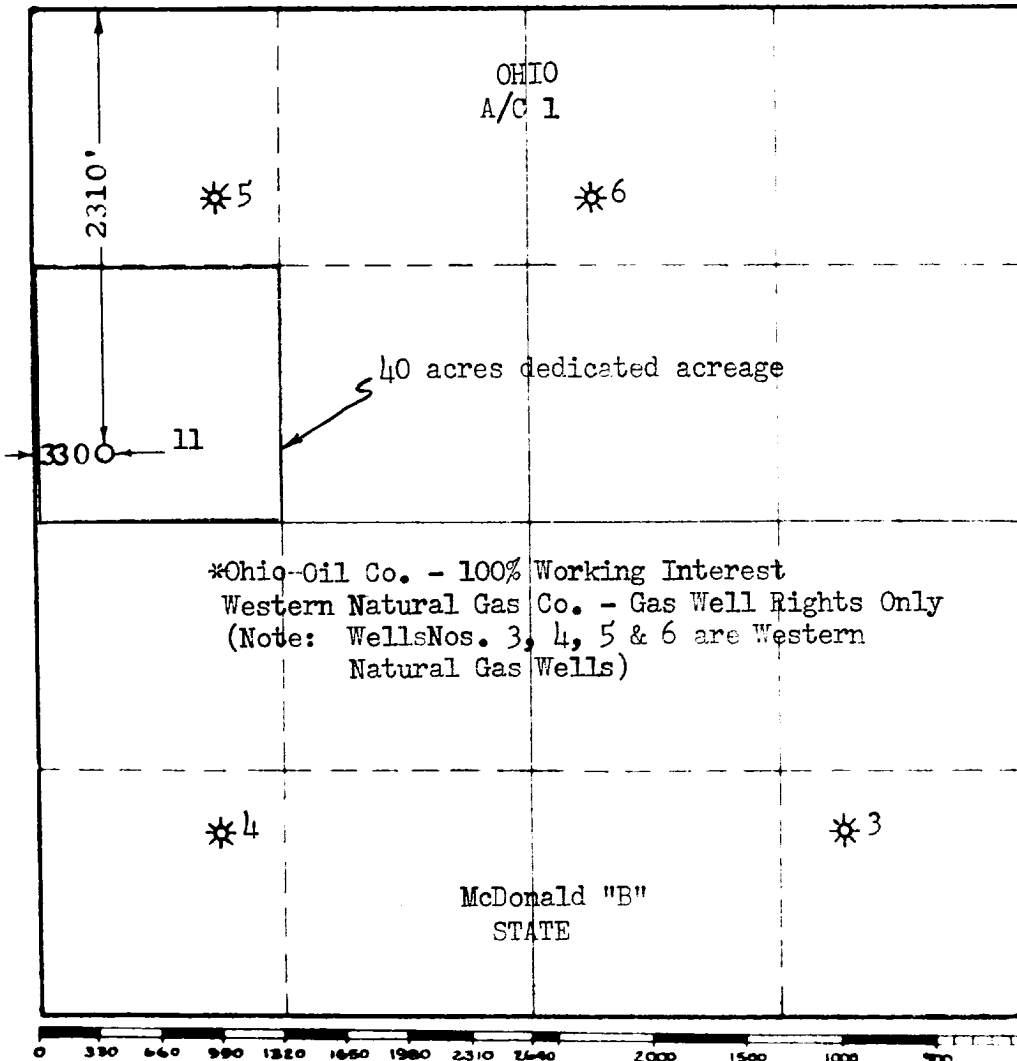 OHIO
A/C 1
2310'
5
6
40 acres dedicated acreage
330
11
*Ohio Oil Co. - 100% Working Interest
Western Natural Gas Co. - Gas Well Rights Only
(Note: WellsNos. 3, 4, 5 & 6 are Western
Natural Gas Wells)
4
3
McDonald "B"
STATE
0 330 660 990 1320 1650 1980 2310 2640 2000 1500 1000 500